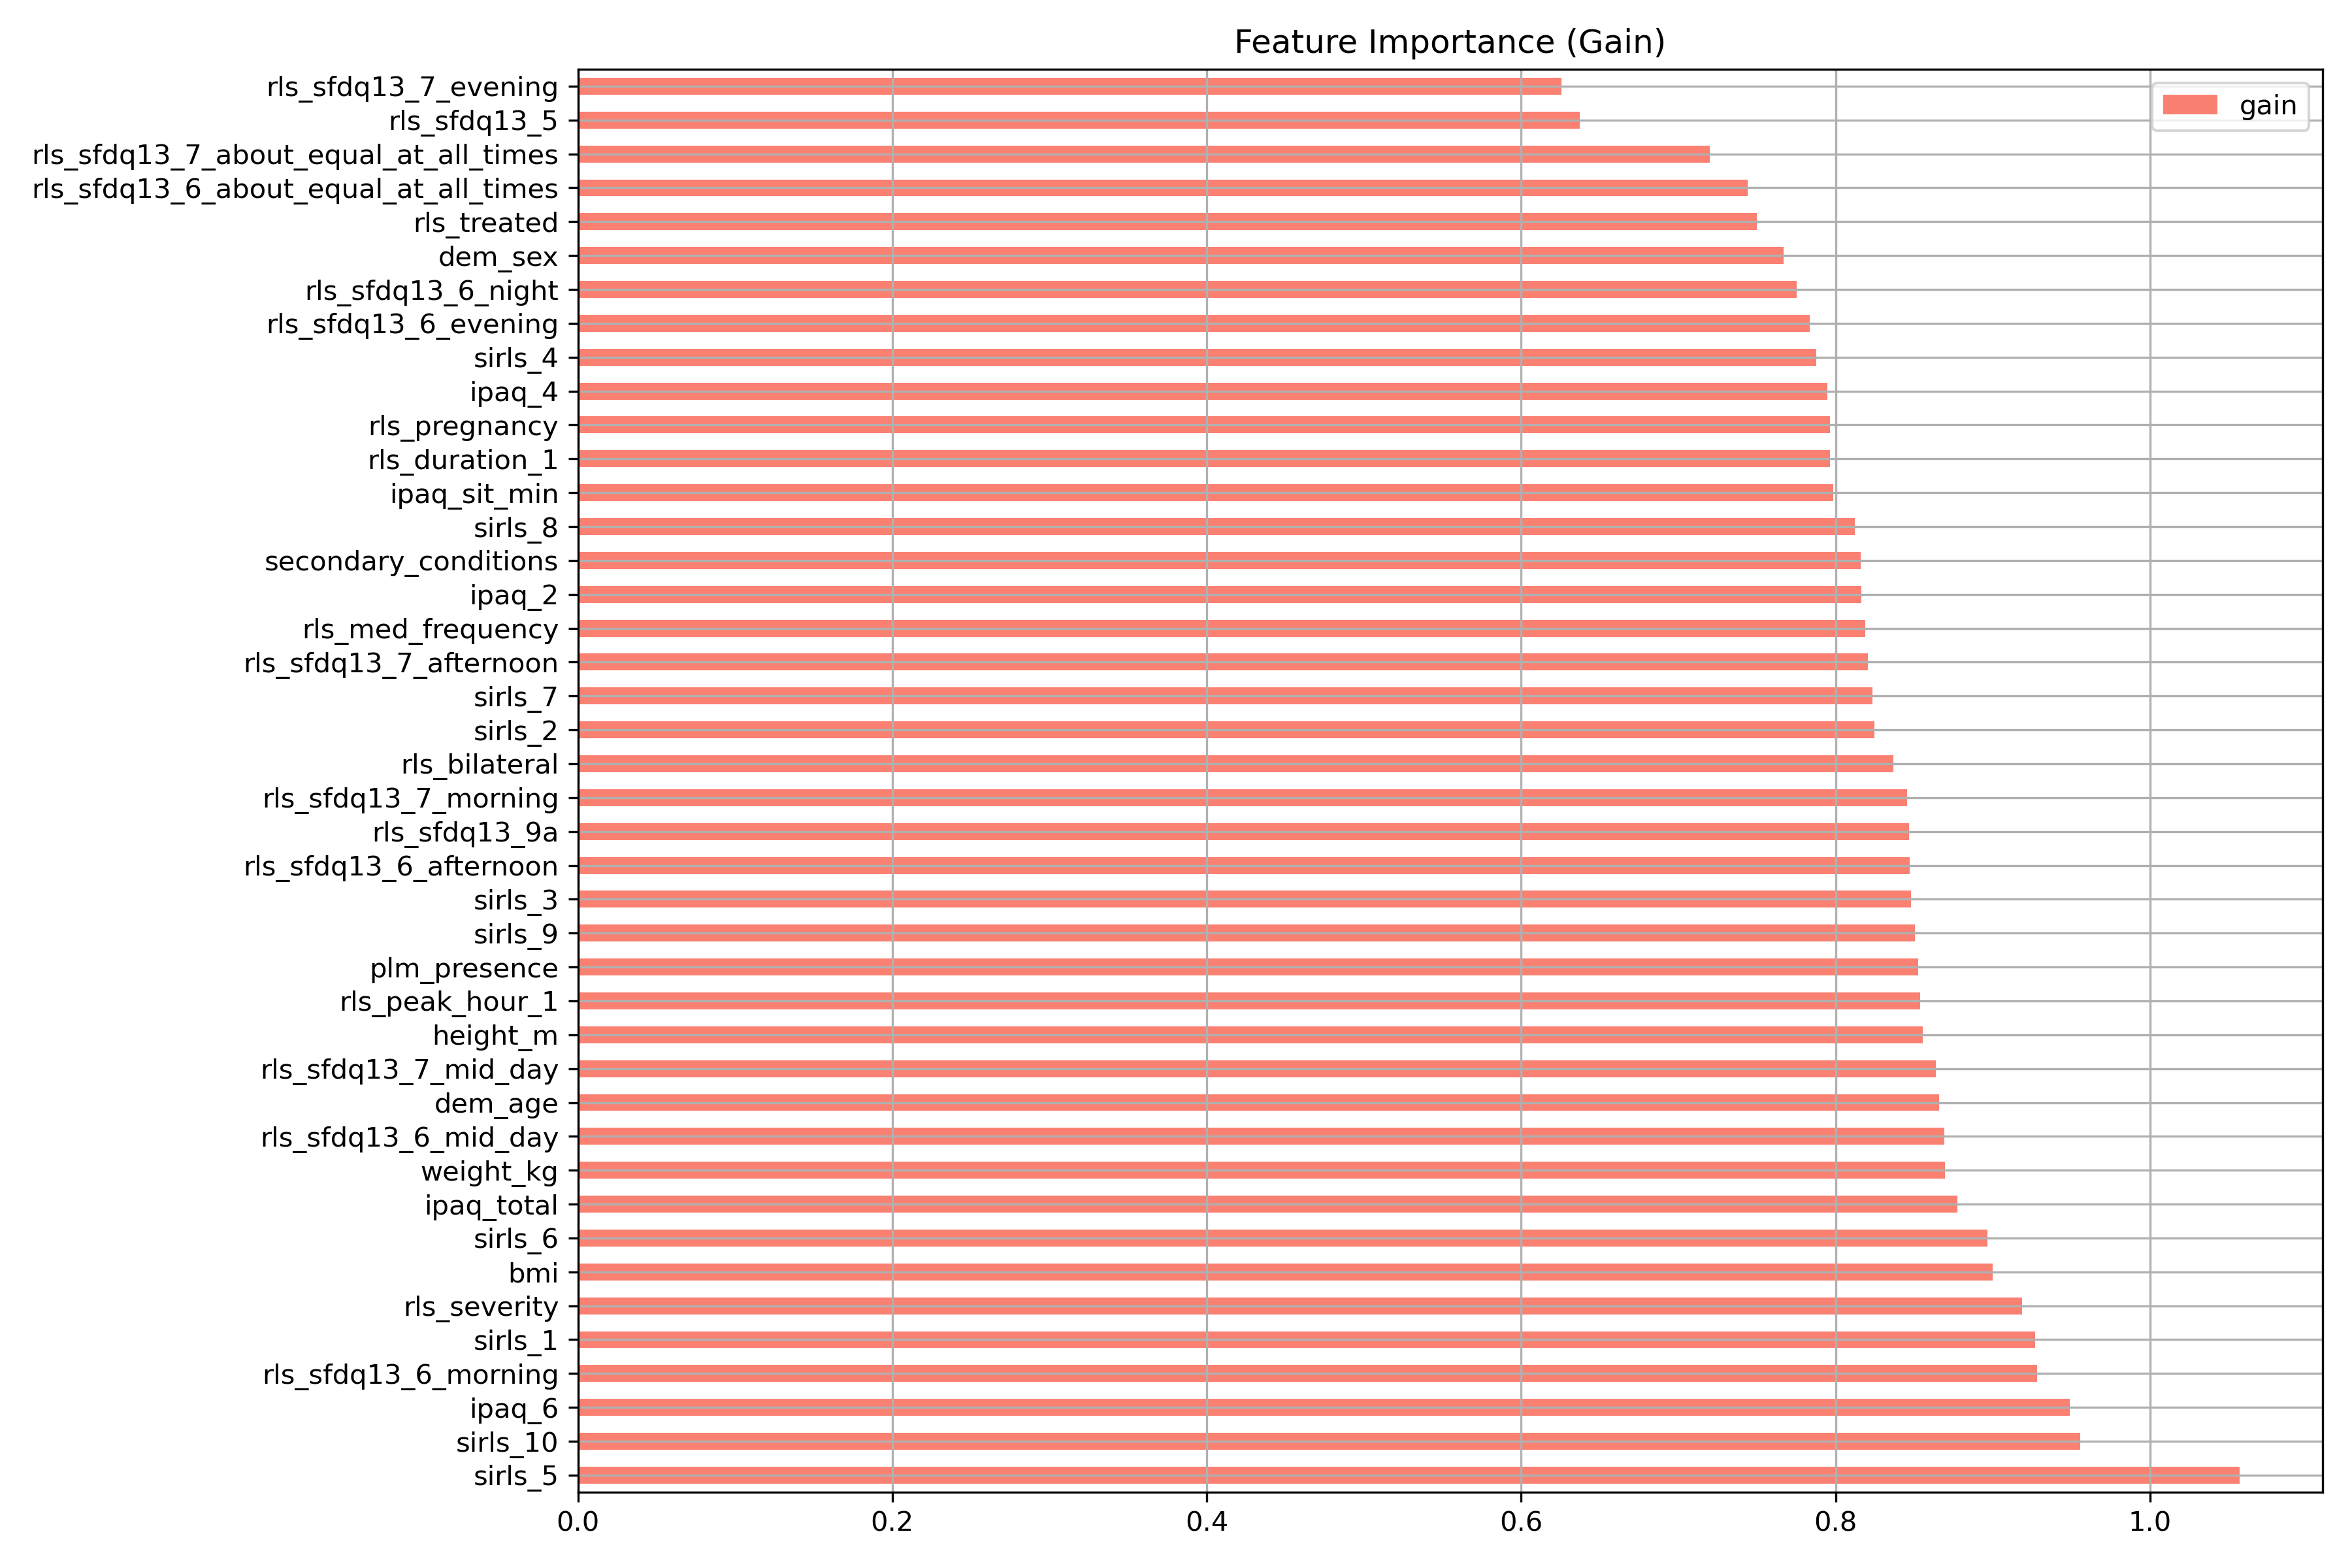 Feature Importance (Gain)
gain
rls_sfdq13_7_evening
rls_sfdq13_5
rls_sfdq13_7_about_equal_at_all_times
rls_sfdq13_6_about_equal_at_all_times
rls_treated
dem_sex
rls_sfdq13_6_night
rls_sfdq13_6_evening
sirls_4
ipaq_4
rls_pregnancy
rls_duration_1
ipaq_sit_min
sirls_8
secondary_conditions
ipaq_2
rls_med_frequency
rls_sfdq13_7_afternoon
sirls_7
sirls_2
rls_bilateral
rls_sfdq13_7_morning
rls_sfdq13_9a
rls_sfdq13_6_afternoon
sirls_3
sirls_9
plm_presence
rls_peak_hour_1
height_m
rls_sfdq13_7_mid_day
dem_age
rls_sfdq13_6_mid_day
weight_kg
ipaq_total
sirls_6
bmi
rls_severity
sirls_1
rls_sfdq13_6_morning
ipaq_6
sirls_10
sirls_5
0.0 0.2 0.4 0.6 0.8 1.0